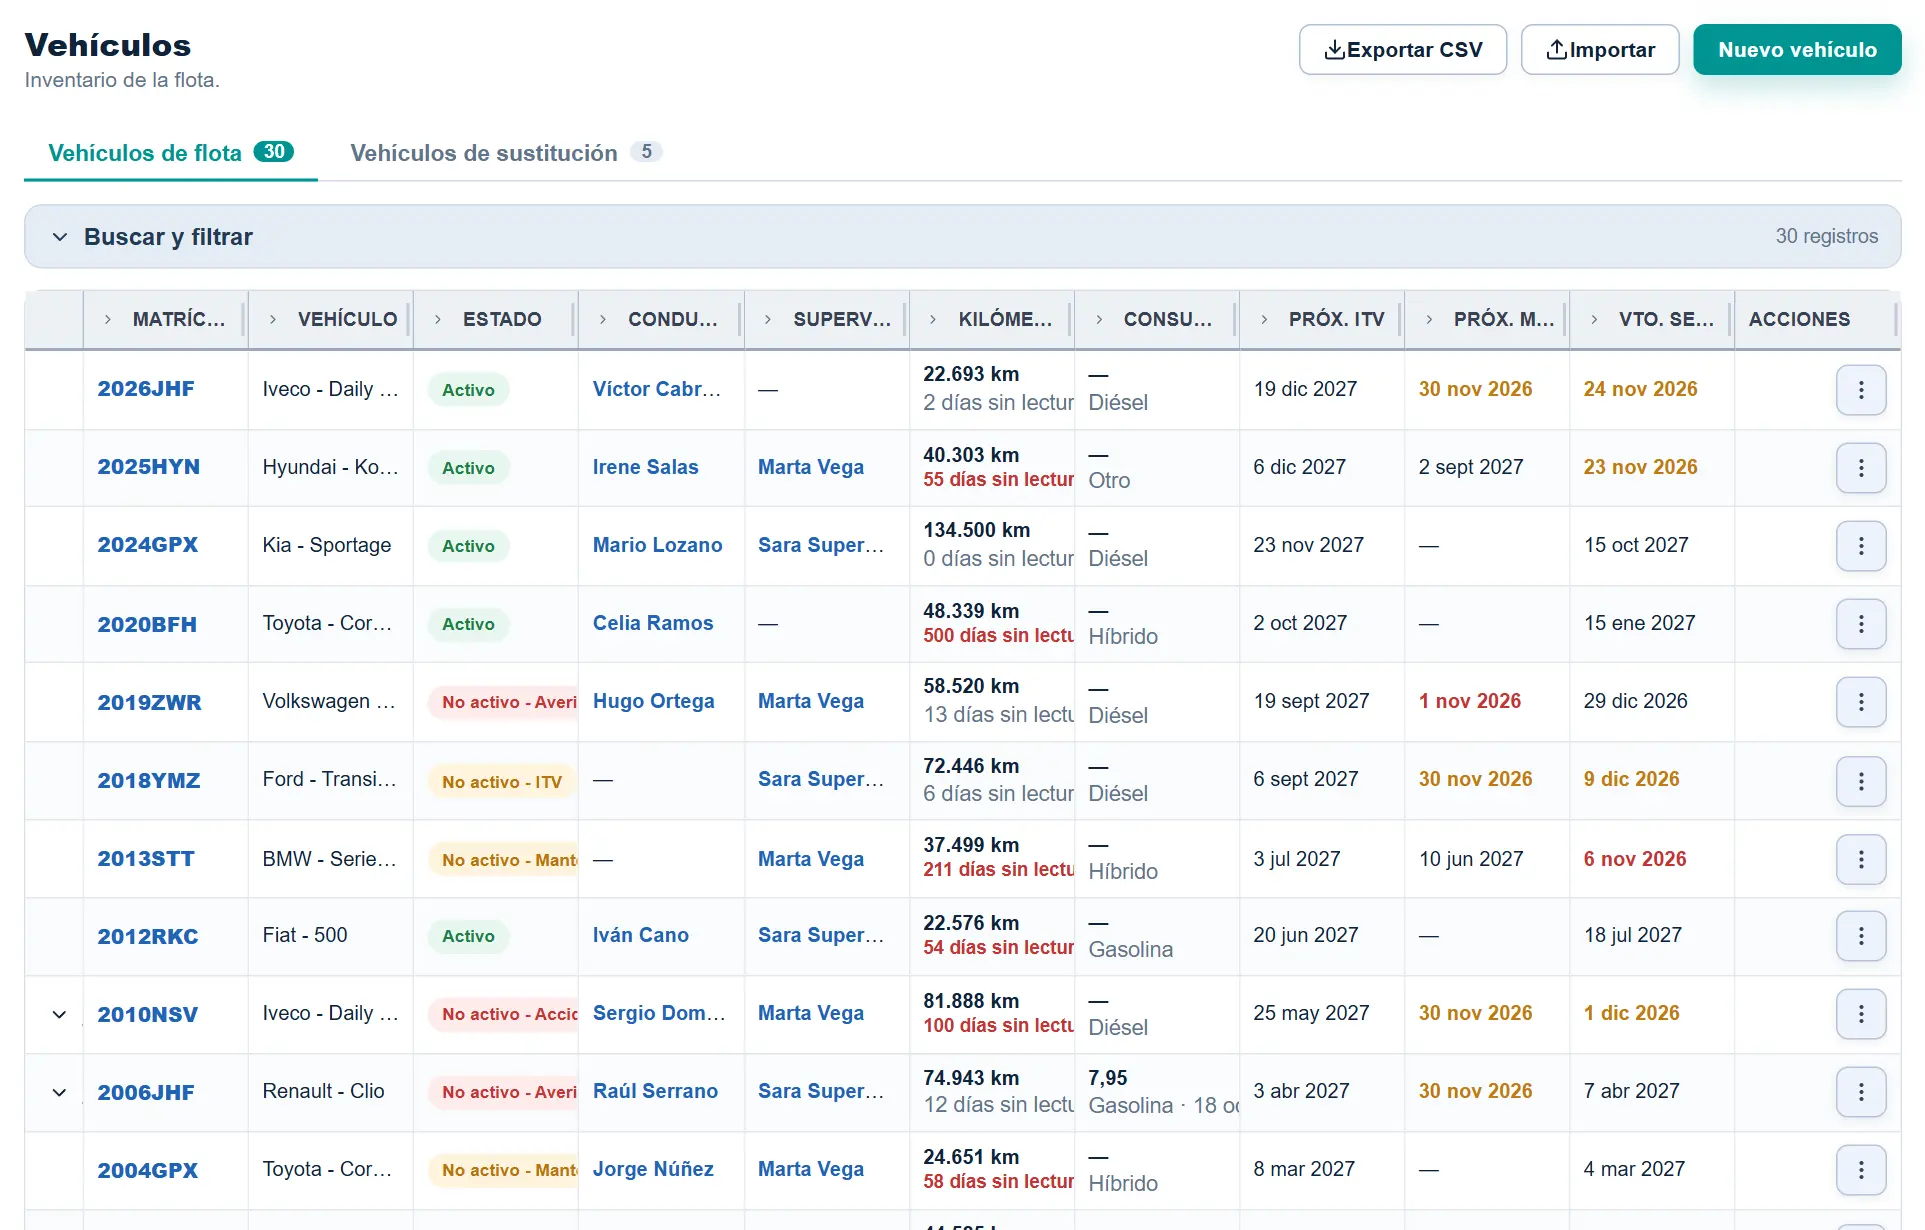 Vehículos
Inventario de la flota.
Exportar CSV
Importar
Nuevo vehículo
Vehículos de flota 30
Vehículos de sustitución 5
Buscar y filtrar
30 registros
MATRÍC... VEHÍCULO ESTADO CONDU... SUPERV... KILÓME... CONSU... PRÓX. ITV PRÓX. M... VTO. SE... ACCIONES
2026JHF Iveco - Daily ... Activo Víctor Cabr... — 22.693 km — 19 dic 2027 30 nov 2026 24 nov 2026
2 días sin lectur Diésel
2025HYN Hyundai - Ko... Activo Irene Salas Marta Vega 40.303 km — 6 dic 2027 2 sept 2027 23 nov 2026
55 días sin lectur Otro
2024GPX Kia - Sportage Activo Mario Lozano Sara Super... 134.500 km — 23 nov 2027 — 15 oct 2027
0 días sin lectur Diésel
2020BFH Toyota - Cor... Activo Celia Ramos — 48.339 km — 2 oct 2027 — 15 ene 2027
500 días sin lectu Híbrido
2019ZWR Volkswagen ... No activo - Averi Hugo Ortega Marta Vega 58.520 km — 19 sept 2027 1 nov 2026 29 dic 2026
13 días sin lectu Diésel
2018YMZ Ford - Transi... No activo - ITV — Sara Super... 72.446 km — 6 sept 2027 30 nov 2026 9 dic 2026
6 días sin lectur Diésel
2013STT BMW - Serie... No activo - Mant — Marta Vega 37.499 km — 3 jul 2027 10 jun 2027 6 nov 2026
211 días sin lectu Híbrido
2012RKC Fiat - 500 Activo Iván Cano Sara Super... 22.576 km — 20 jun 2027 — 18 jul 2027
54 días sin lectur Gasolina
2010NSV Iveco - Daily ... No activo - Accid Sergio Dom... Marta Vega 81.888 km — 25 may 2027 30 nov 2026 1 dic 2026
100 días sin lectu Diésel
2006JHF Renault - Clio No activo - Averi Raúl Serrano Sara Super... 74.943 km 7,95 3 abr 2027 30 nov 2026 7 abr 2027
12 días sin lectu Gasolina · 18 oc
2004GPX Toyota - Cor... No activo - Mant Jorge Núñez Marta Vega 24.651 km — 8 mar 2027 — 4 mar 2027
58 días sin lectur Híbrido